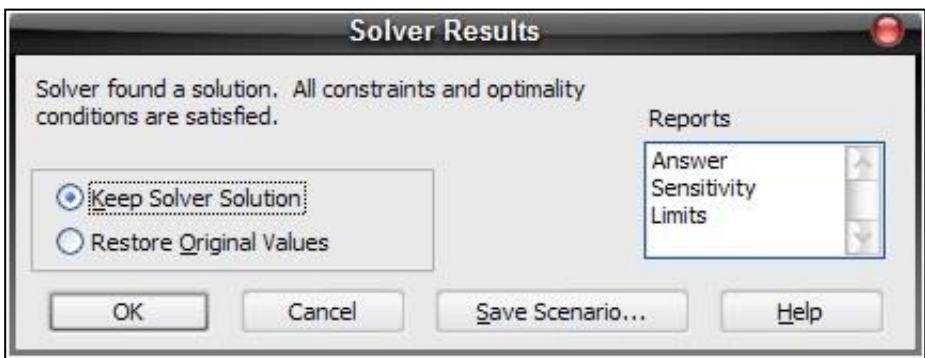 Solver Results
Solver found a solution. All constraints and optimality
conditions are satisfied.
Reports
Answer
Sensitivity
Limits
Keep Solver Solution
Restore Original Values
OK
Cancel
Save Scenario...
Help